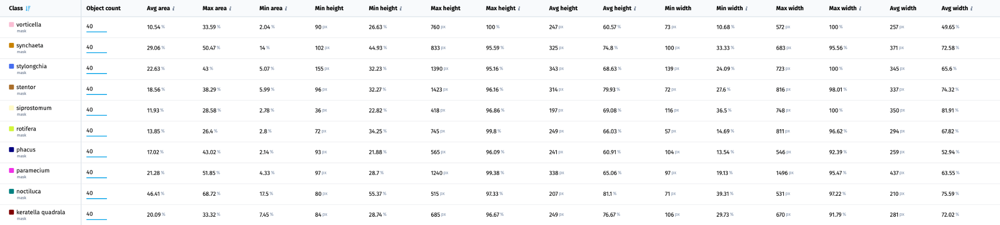 Class Object count Avg area i Max area i Min area i Min height Min height i Max height Max height i Avg height Avg height i Min width Min width i Max width Max width i Avg width Avg width i
vorticella 40 10.54 % 33.59 % 2.04 % 90 px 26.63 % 760 px 100 % 247 px 60.57 % 73 px 10.68 % 572 px 100 % 257 px 49.65 %
mask
synchaeta 40 29.06 % 50.47 % 14 % 102 px 44.93 % 833 px 95.59 % 325 px 74.8 % 100 px 33.33 % 683 px 95.56 % 371 px 72.58 %
mask
stylongchia 40 22.63 % 43 % 5.07 % 155 px 32.23 % 1390 px 95.16 % 343 px 68.63 % 139 px 24.09 % 723 px 100 % 345 px 65.6 %
mask
stentor 40 18.56 % 38.29 % 5.99 % 96 px 32.27 % 1423 px 96.16 % 314 px 79.93 % 72 px 27.6 % 816 px 98.01 % 337 px 74.32 %
mask
siprostomum 40 11.93 % 28.58 % 2.78 % 36 px 22.82 % 418 px 96.86 % 197 px 69.08 % 116 px 36.5 % 748 px 100 % 350 px 81.91 %
mask
rotifera 40 13.85 % 26.4 % 2.8 % 72 px 34.25 % 745 px 99.8 % 249 px 66.03 % 57 px 14.69 % 811 px 96.62 % 294 px 67.82 %
mask
phacus 40 17.02 % 43.02 % 2.14 % 93 px 21.88 % 565 px 96.09 % 241 px 60.91 % 104 px 13.54 % 546 px 92.39 % 259 px 52.94 %
mask
paramecium 40 21.28 % 51.85 % 4.33 % 97 px 28.7 % 1240 px 99.38 % 338 px 65.06 % 97 px 19.13 % 1496 px 95.47 % 437 px 63.55 %
mask
noctiluca 40 46.41 % 68.72 % 17.5 % 80 px 55.37 % 515 px 97.33 % 207 px 81.1 % 71 px 39.31 % 531 px 97.22 % 210 px 75.59 %
mask
keratella quadrala 40 20.09 % 33.32 % 7.45 % 84 px 28.74 % 685 px 96.67 % 249 px 76.67 % 106 px 29.73 % 670 px 91.79 % 281 px 72.02 %
mask